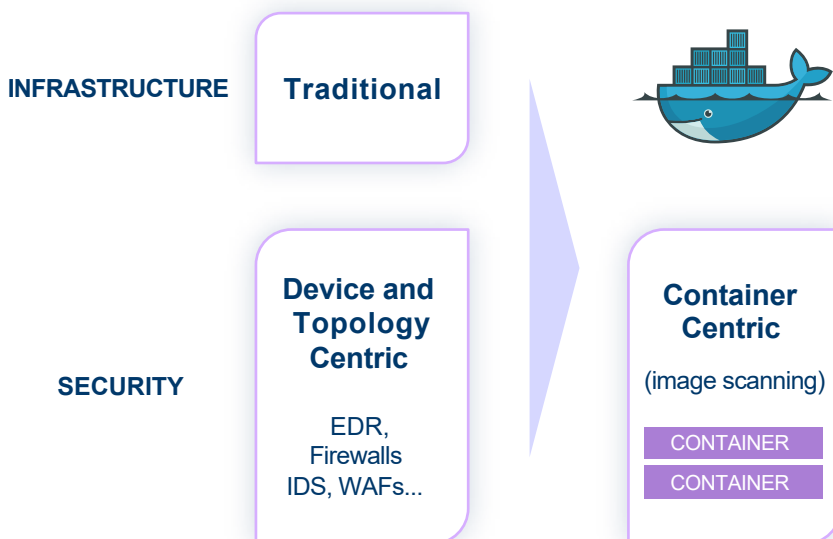 INFRASTRUCTURE
Traditional
SECURITY
Device and
Topology
Centric
EDR,
Firewalls
IDS, WAFs...
Container
Centric
(image scanning)
CONTAINER
CONTAINER